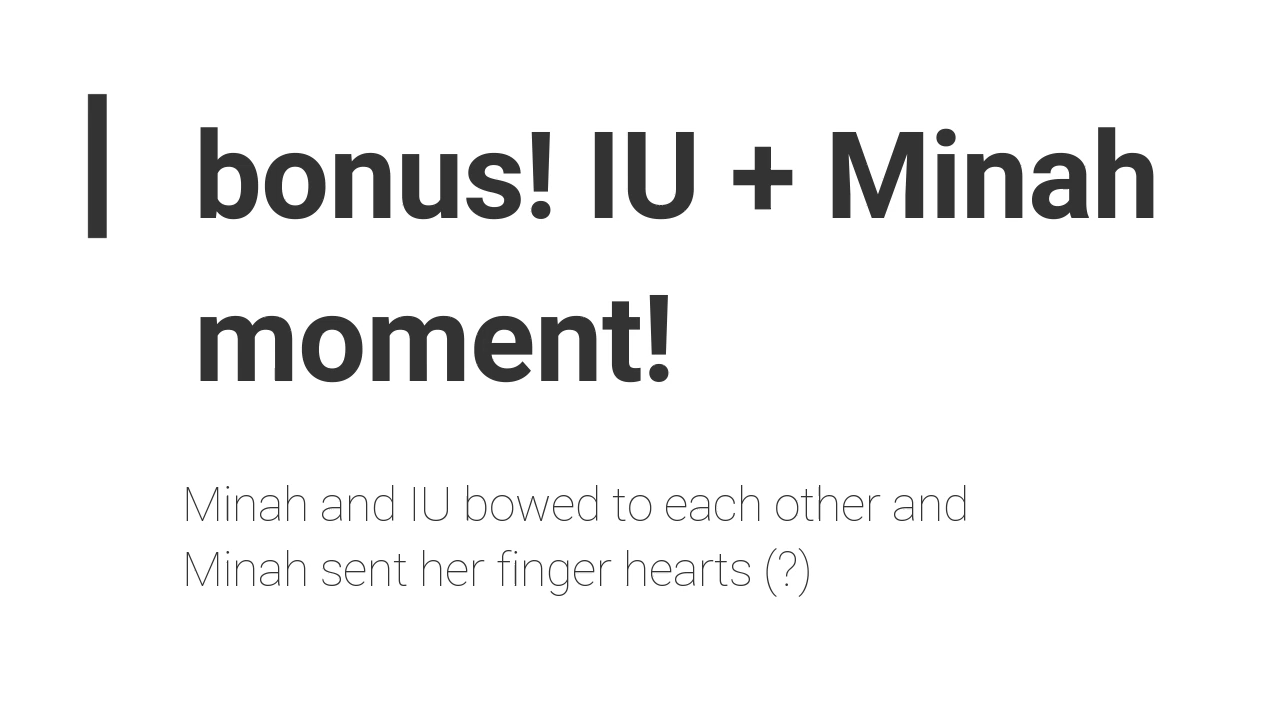 bonus! IU + Minah
moment!
Minah and IU bowed to each other and
Minah sent her finger hearts (?)